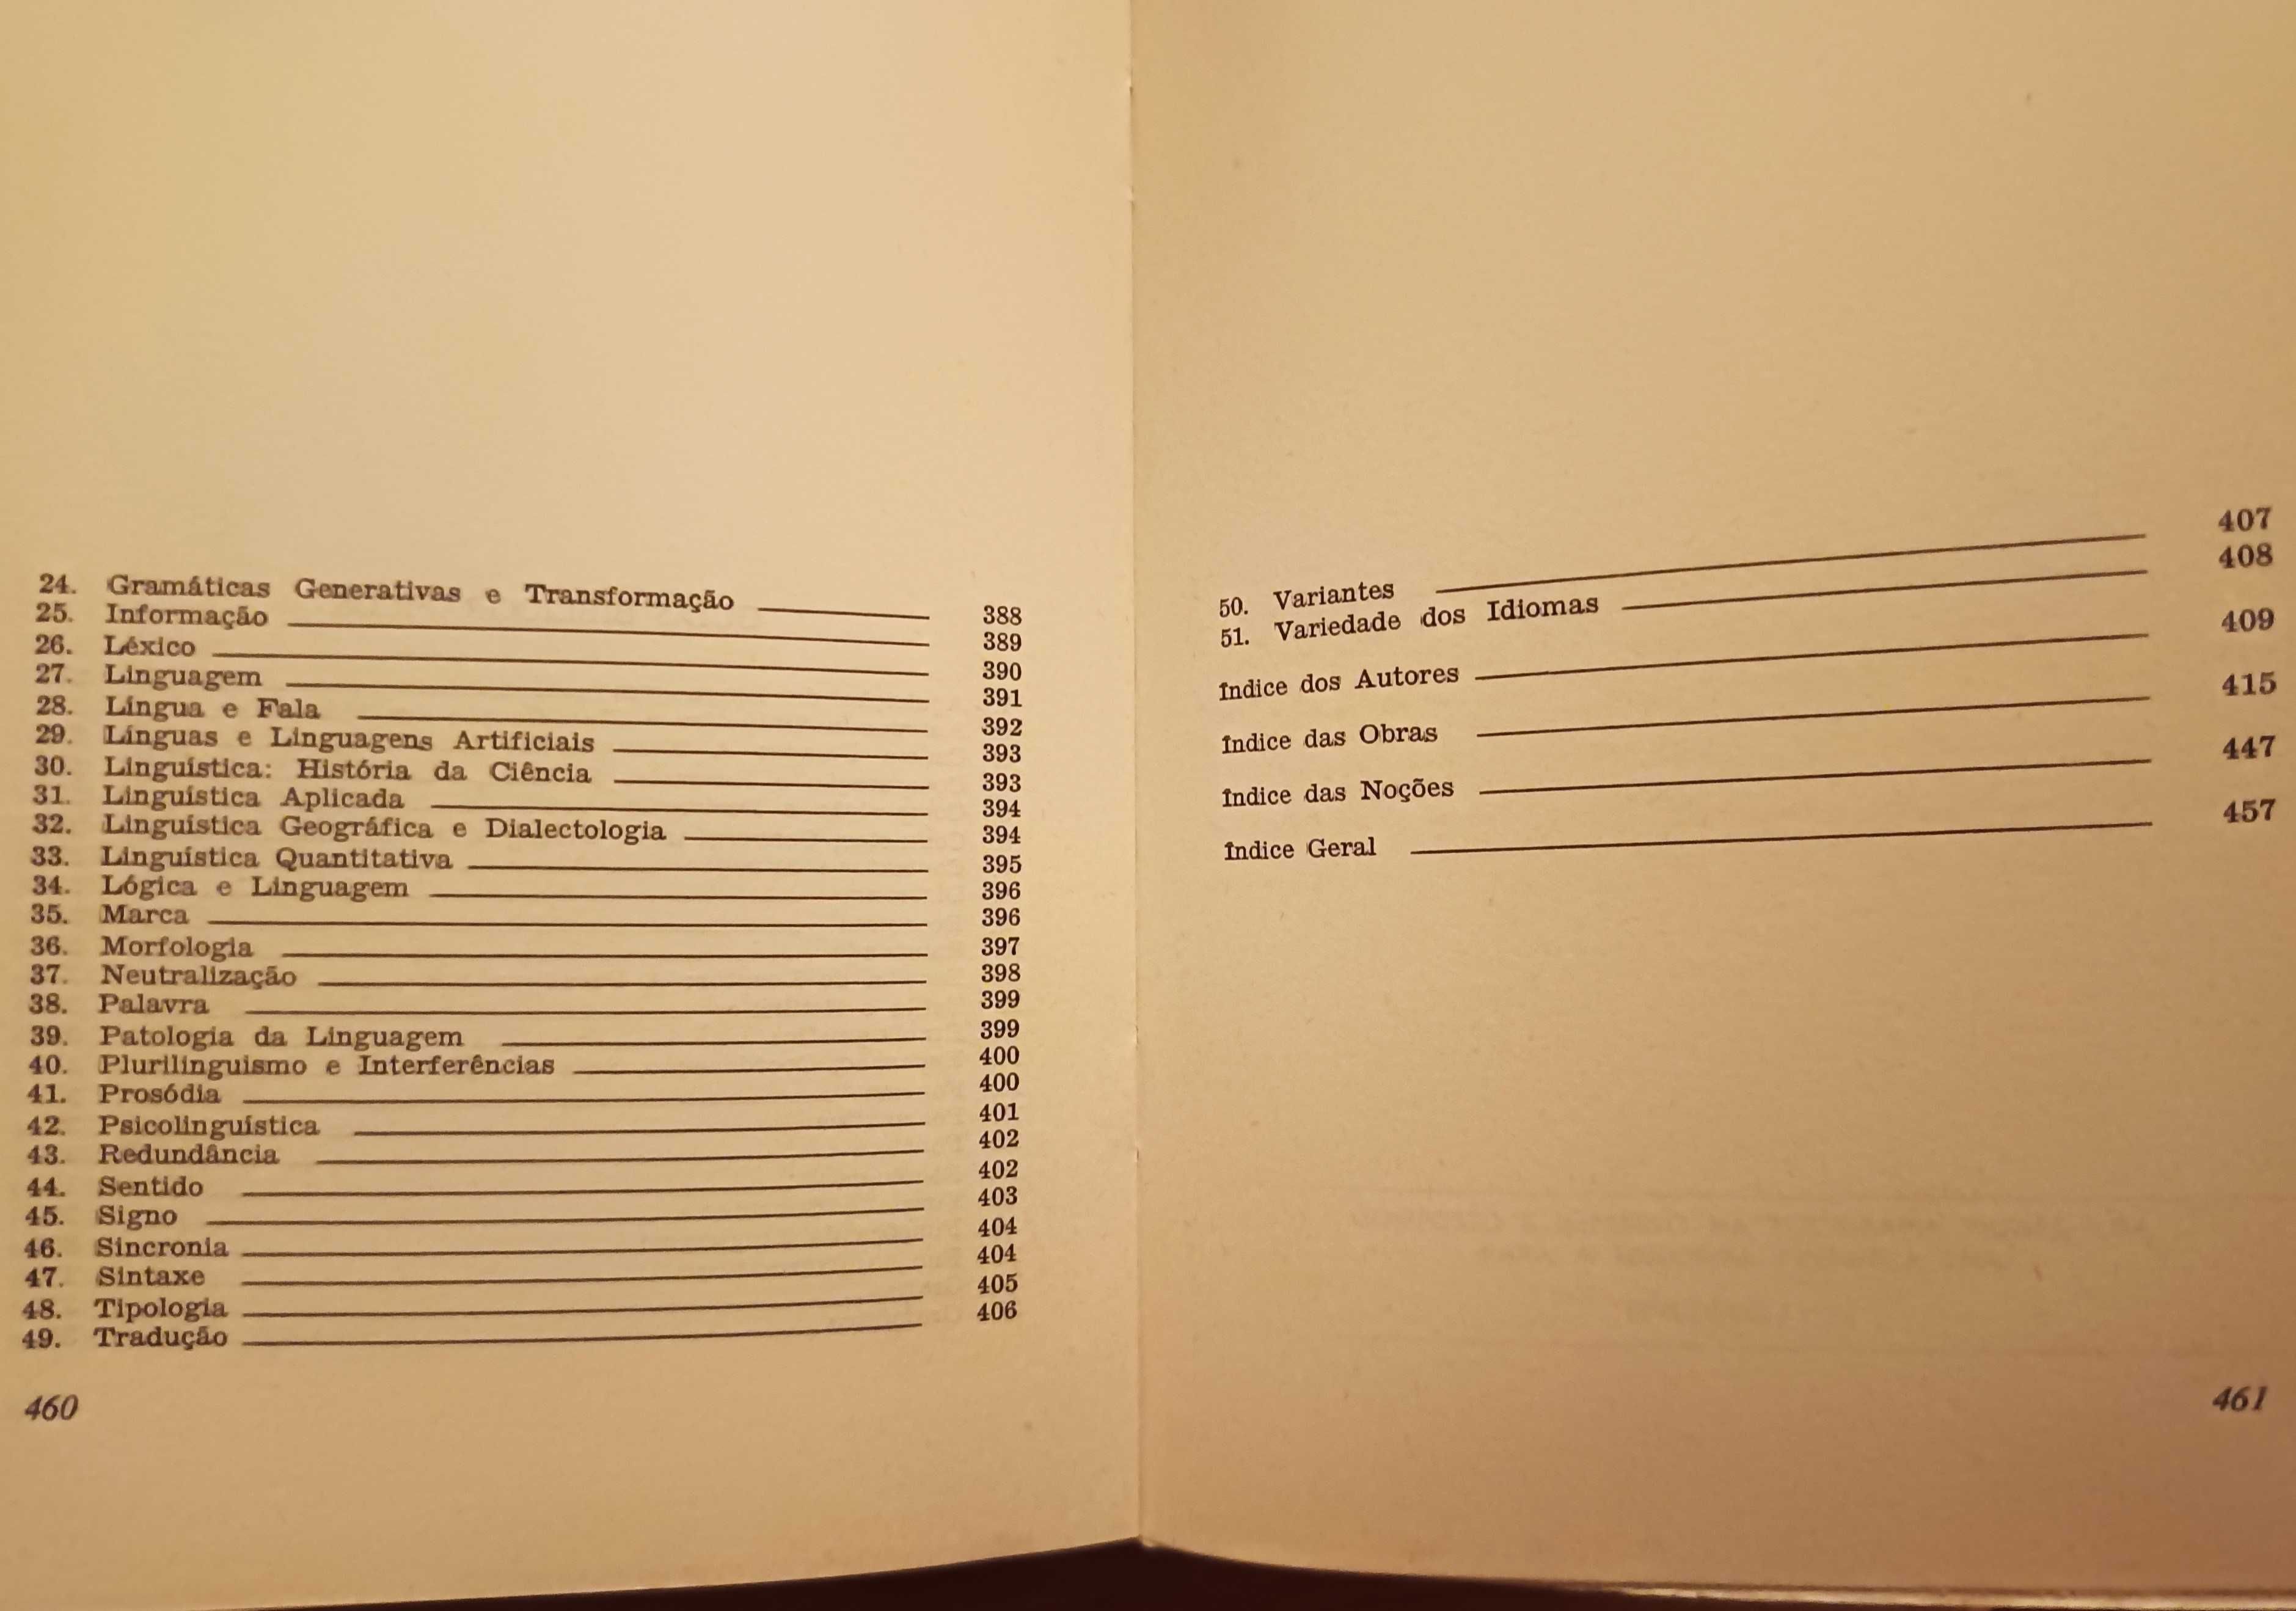 24. Gramáticas Generativas e Transformação 388
25. Informação 389
26. Léxico 390
27. Linguagem 391
28. Língua e Fala 392
29. Línguas e Linguagens Artificiais 393
30. Linguística: História da Ciência 393
31. Linguística Aplicada 394
32. Linguística Geográfica e Dialectologia 394
33. Linguística Quantitativa 395
34. Lógica e Linguagem 396
35. Marca 396
36. Morfologia 397
37. Neutralização 398
38. Palavra 399
39. Patologia da Linguagem 399
40. Plurilinguismo e Interferências 400
41. Prosódia 400
42. Psicolinguística 401
43. Redundância 402
44. Sentido 402
45. Signo 403
46. Sincronia 404
47. Sintaxe 404
48. Tipologia 405
49. Tradução 406
460
50. Variantes 407
51. Variedade dos Idiomas 408
Índice dos Autores 409
Índice das Obras 415
Índice das Noções 447
Índice Geral 457
461